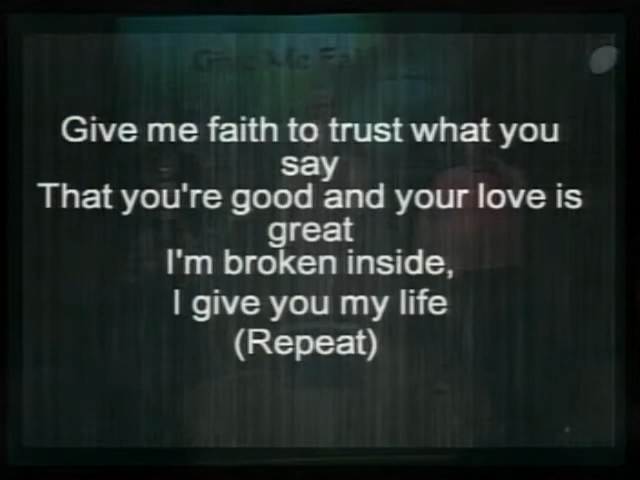 Give me faith to trust what you
say
That you're good and your love is
great
I'm broken inside,
I give you my life
(Repeat)